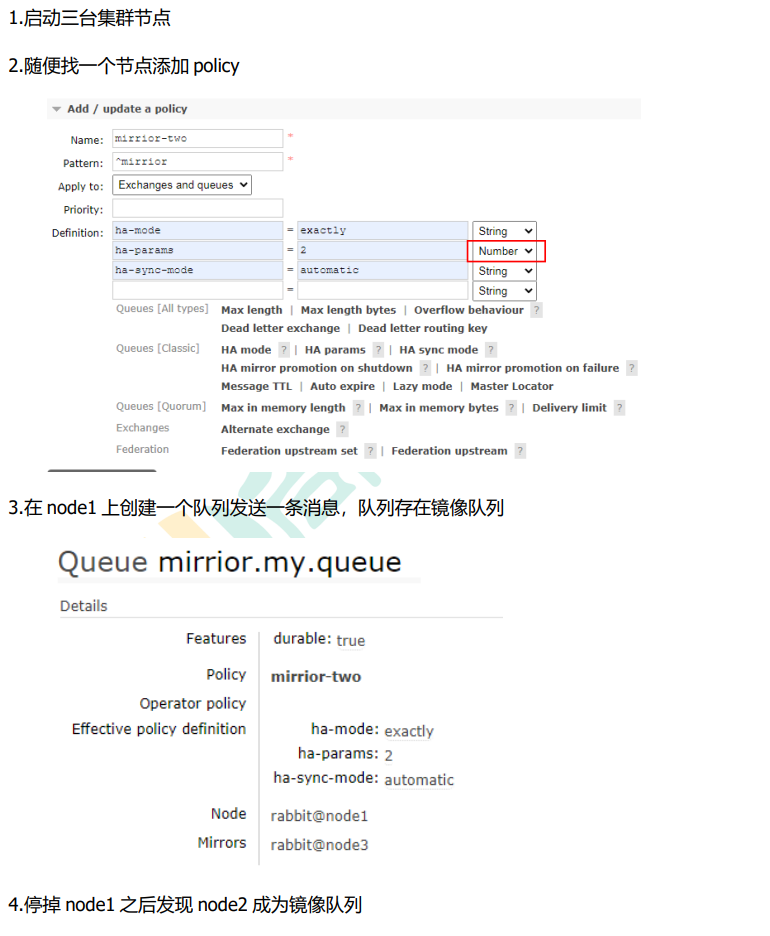 1.启动三台集群节点
2.随便找一个节点添加 policy
Add / update a policy
Name: mirrior-two *
Pattern: ^mirrior *
Apply to: Exchanges and queues
Priority:
Definition: ha-mode = exactly String
ha-params = 2 Number
ha-sync-mode = automatic String
= String
Queues [All types] Max length | Max length bytes | Overflow behaviour ?
Dead letter exchange | Dead letter routing key
Queues [Classic] HA mode ? | HA params ? | HA sync mode ?
HA mirror promotion on shutdown ? | HA mirror promotion on failure ?
Message TTL | Auto expire | Lazy mode | Master Locator
Queues [Quorum] Max in memory length ? | Max in memory bytes ? | Delivery limit ?
Exchanges Alternate exchange ?
Federation Federation upstream set ? | Federation upstream ?
3.在 node1 上创建一个队列发送一条消息，队列存在镜像队列
Queue mirrior.my.queue
Details
Features durable: true
Policy mirrior-two
Operator policy
Effective policy definition ha-mode: exactly
ha-params: 2
ha-sync-mode: automatic
Node rabbit@node1
Mirrors rabbit@node3
4.停掉 node1 之后发现 node2 成为镜像队列